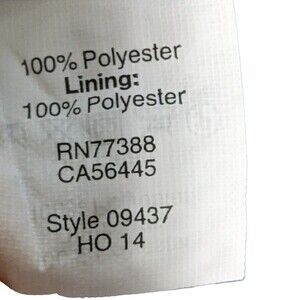 100% Polyester
Lining:
100% Polyester
RN77388
CA56445
Style 09437
HO 14